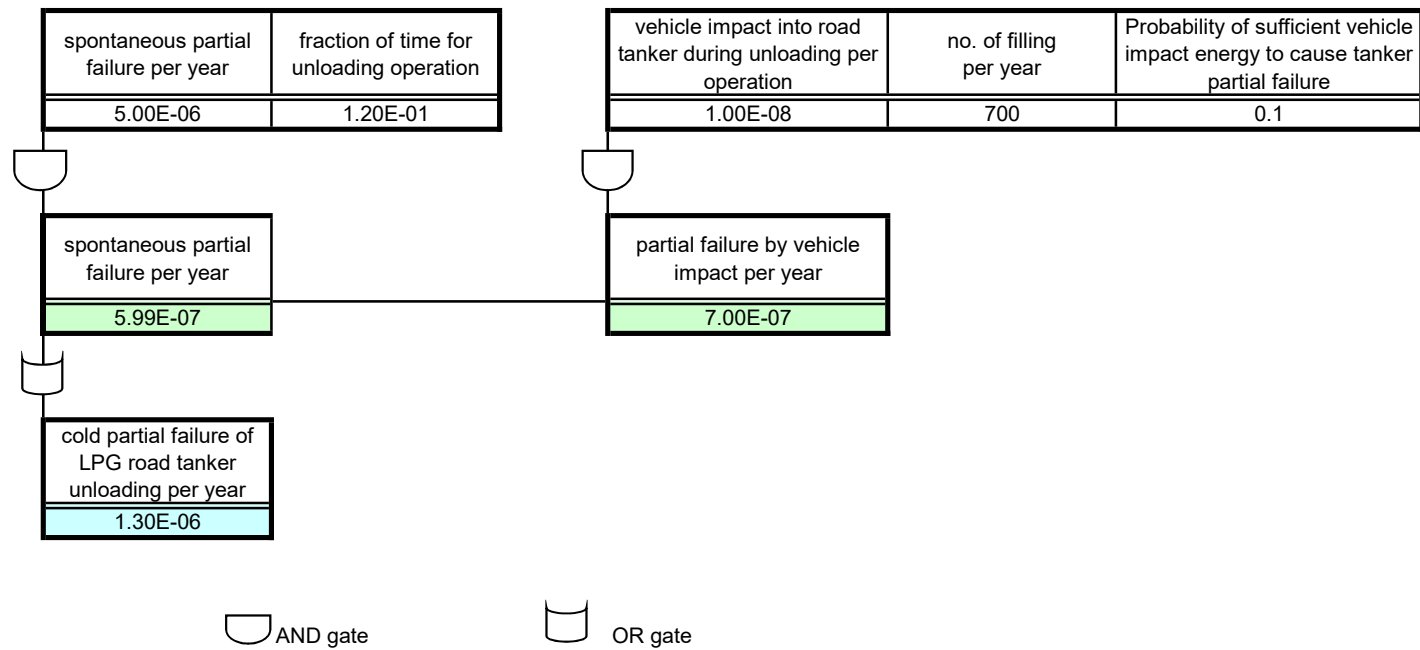 spontaneous partial
failure per year
fraction of time for
unloading operation
vehicle impact into road
tanker during unloading per
operation
no. of filling
per year
Probability of sufficient vehicle
impact energy to cause tanker
partial failure
5.00E-06
1.20E-01
1.00E-08
700
0.1
spontaneous partial
failure per year
partial failure by vehicle
impact per year
5.99E-07
7.00E-07
cold partial failure of
LPG road tanker
unloading per year
1.30E-06
AND gate
OR gate